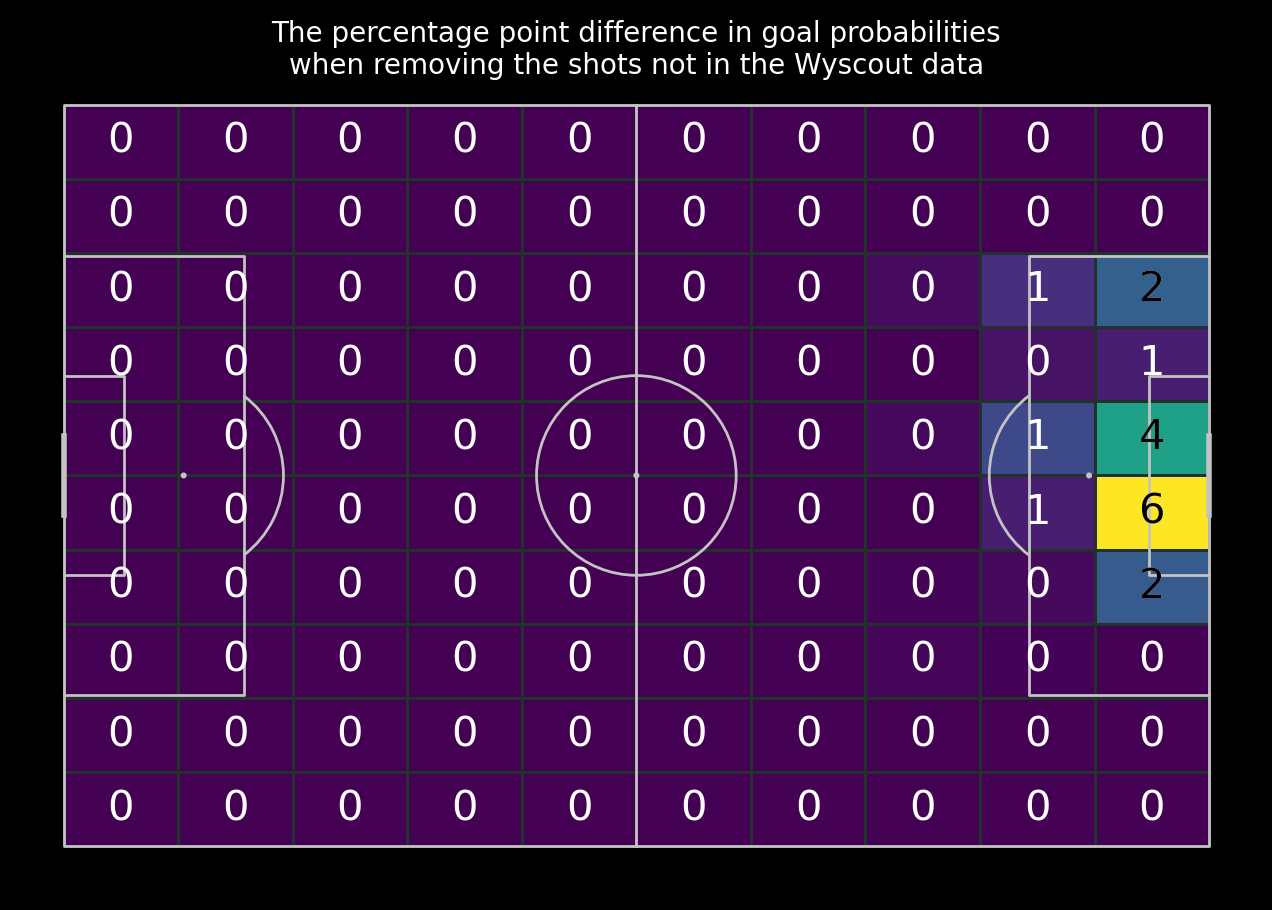 The percentage point difference in goal probabilities
when removing the shots not in the Wyscout data
0 0 0 0 0 0 0 0 0 0
0 0 0 0 0 0 0 0 0 0
0 0 0 0 0 0 0 0 1 2
0 0 0 0 0 0 0 0 0 1
0 0 0 0 0 0 0 0 1 4
0 0 0 0 0 0 0 0 1 6
0 0 0 0 0 0 0 0 0 2
0 0 0 0 0 0 0 0 0 0
0 0 0 0 0 0 0 0 0 0
0 0 0 0 0 0 0 0 0 0